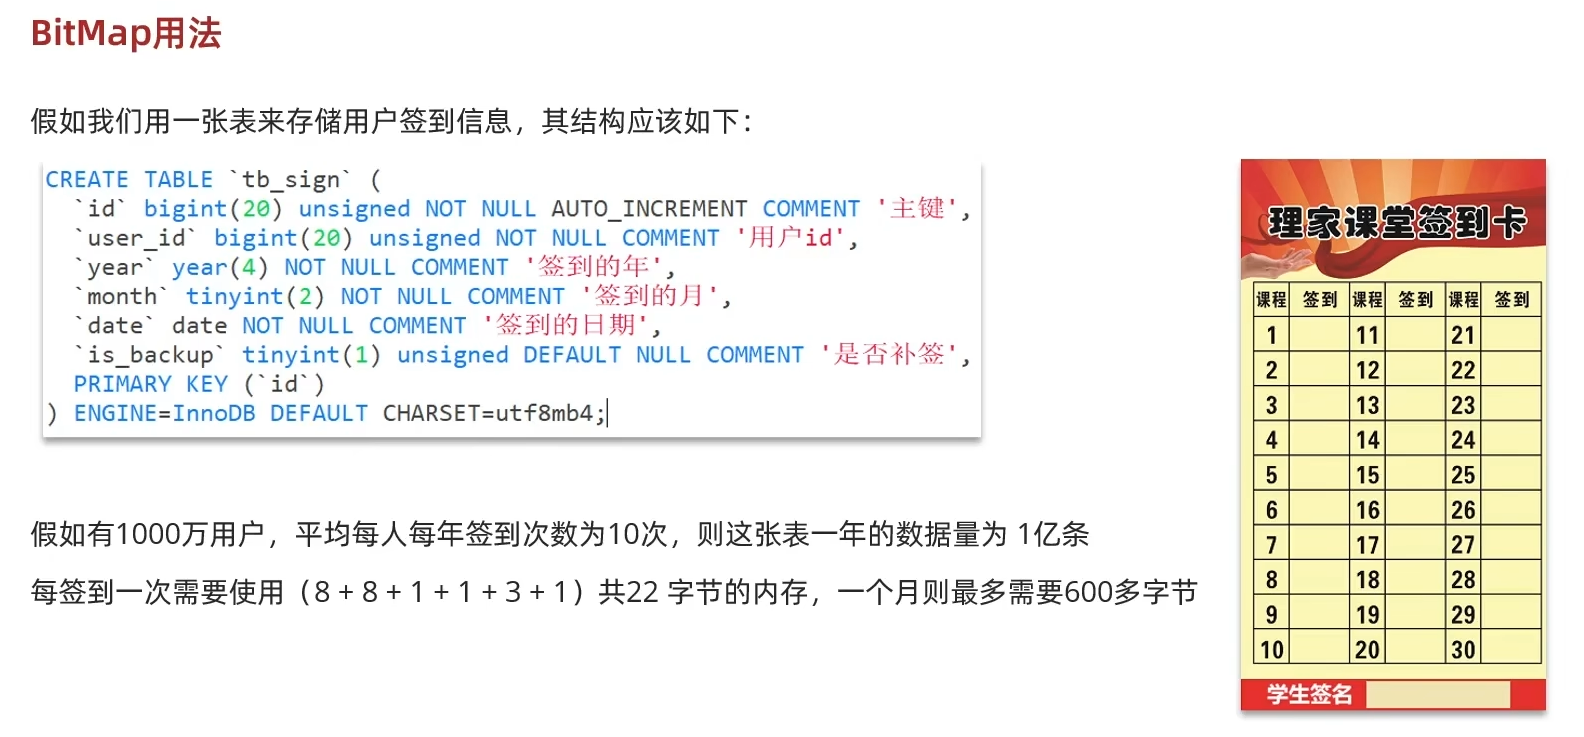 BitMap用法
假如我们用一张表来存储用户签到信息，其结构应该如下：
CREATE TABLE `tb_sign` (
`id` bigint(20) unsigned NOT NULL AUTO_INCREMENT COMMENT '主键',
`user_id` bigint(20) unsigned NOT NULL COMMENT '用户id',
`year` year(4) NOT NULL COMMENT '签到的年',
`month` tinyint(2) NOT NULL COMMENT '签到的月',
`date` date NOT NULL COMMENT '签到的日期',
`is_backup` tinyint(1) unsigned DEFAULT NULL COMMENT '是否补签',
PRIMARY KEY (`id`)
) ENGINE=InnoDB DEFAULT CHARSET=utf8mb4;
假如有1000万用户，平均每人每年签到次数为10次，则这张表一年的数据量为 1亿条
每签到一次需要使用（8 + 8 + 1 + 1 + 3 + 1）共22 字节的内存，一个月则最多需要600多字节
理家课堂签到卡
课程 签到 课程 签到 课程 签到
1 11 21
2 12 22
3 13 23
4 14 24
5 15 25
6 16 26
7 17 27
8 18 28
9 19 29
10 20 30
学生签名